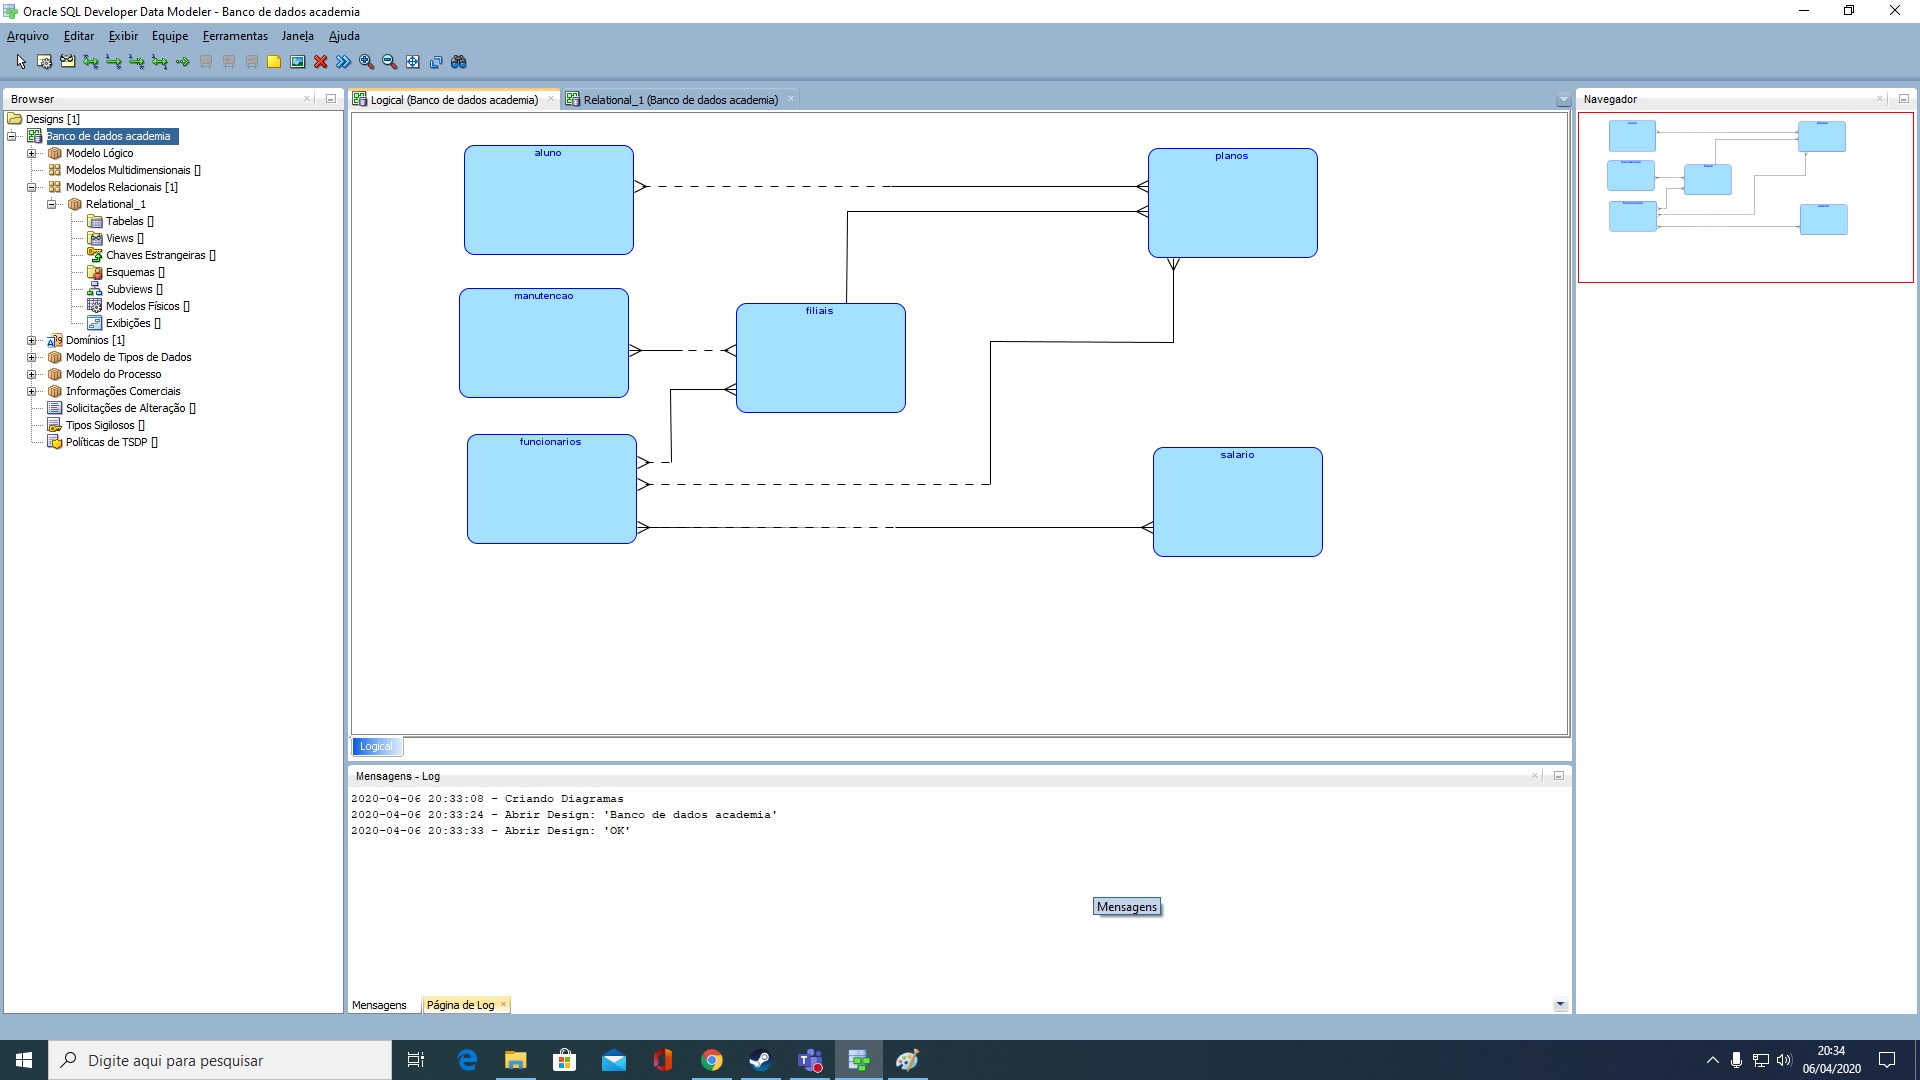 Oracle SQL Developer Data Modeler - Banco de dados academia
Arquivo Editar Exibir Equipe Ferramentas Janela Ajuda
Browser
Designs [1]
Banco de dados academia
Modelo Lógico
Modelos Multidimensionais []
Modelos Relacionais [1]
Relational_1
Tabelas []
Views []
Chaves Estrangeiras []
Esquemas []
Subviews []
Modelos Físicos []
Exibições []
Domínios [1]
Modelo de Tipos de Dados
Modelo do Processo
Informações Comerciais
Solicitações de Alteração []
Tipos Sigilosos []
Políticas de TSDP []
Logical (Banco de dados academia) Relational_1 (Banco de dados academia)
aluno
planos
manutencao
filiais
funcionarios
salario
Logical
Navegador
Mensagens - Log
2020-04-06 20:33:08 - Criando Diagramas
2020-04-06 20:33:24 - Abrir Design: 'Banco de dados academia'
2020-04-06 20:33:33 - Abrir Design: 'OK'
Mensagens
Mensagens Página de Log
Digite aqui para pesquisar
20:34
06/04/2020